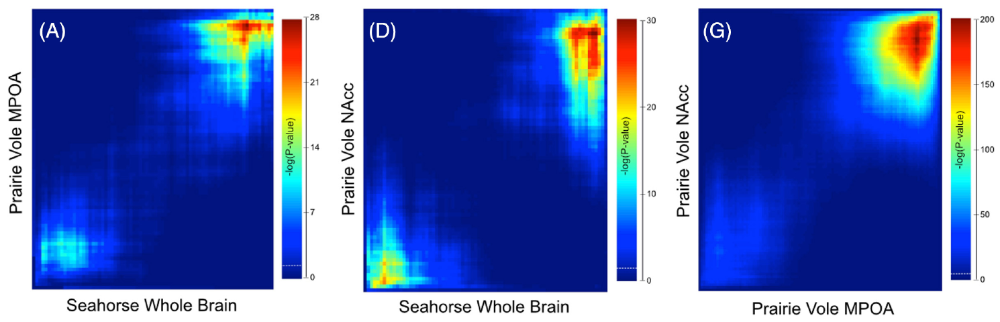 (A)
Prairie Vole MPOA
Seahorse Whole Brain
28
21
14
7
0
-log(P-value)
(D)
Prairie Vole NAcc
Seahorse Whole Brain
30
20
10
0
-log(P-value)
(G)
Prairie Vole NAcc
Prairie Vole MPOA
200
150
100
50
0
-log(P-value)